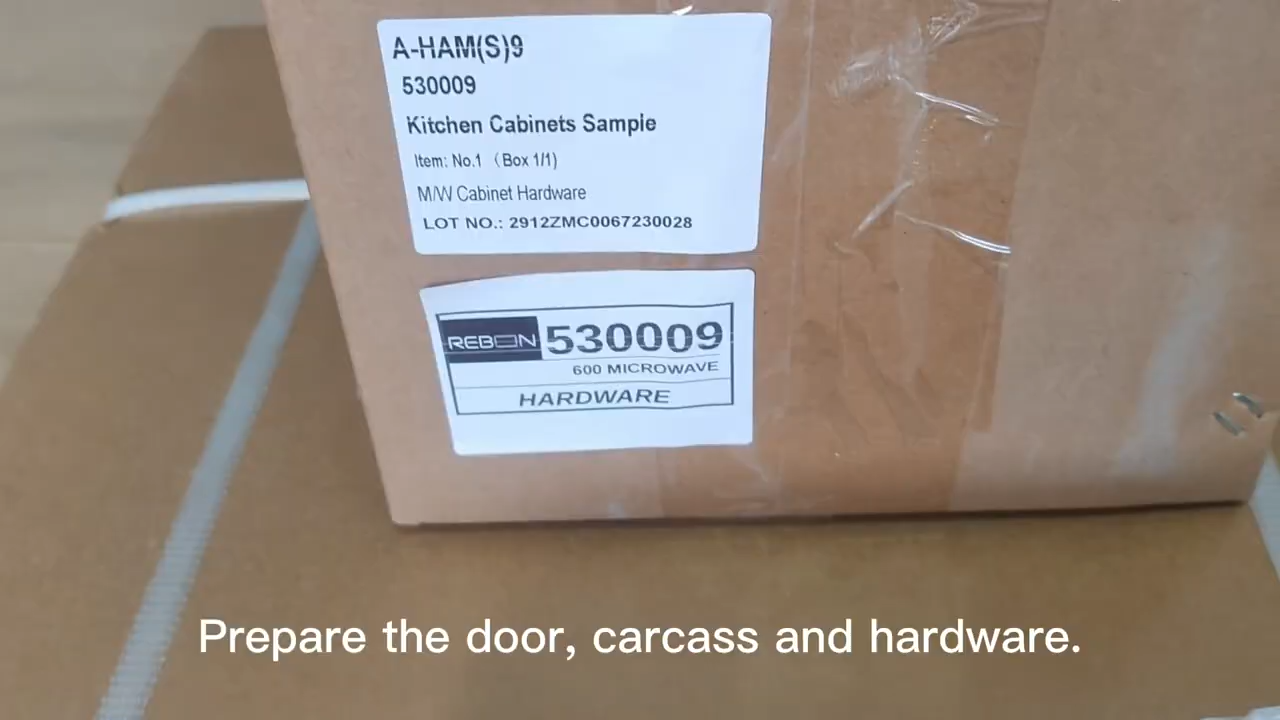 A-HAM(S)9
530009
Kitchen Cabinets Sample
Item: No.1 （Box 1/1)
M/W Cabinet Hardware
LOT NO.: 2912ZMC0067230028
REBON 530009
600 MICROWAVE
HARDWARE
Prepare the door, carcass and hardware.